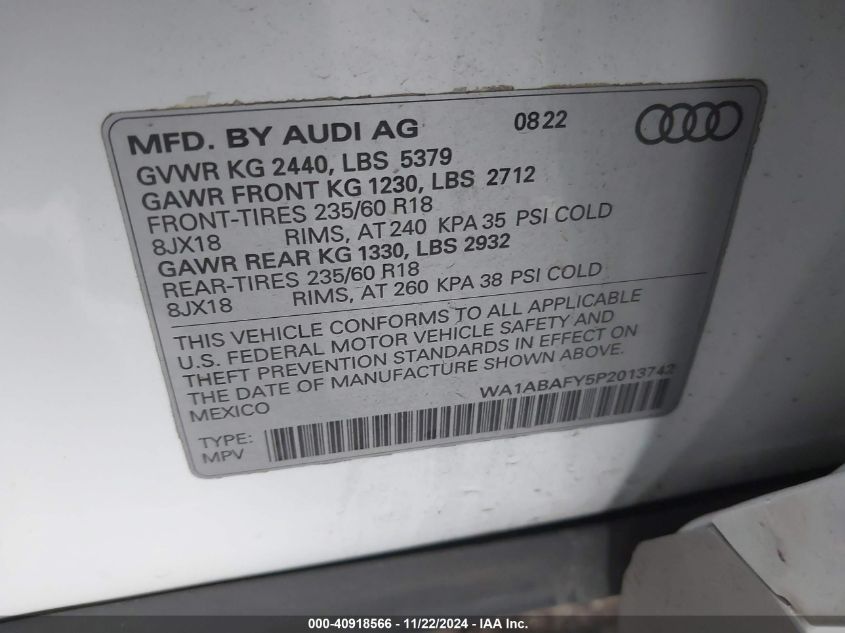 MFD. BY AUDI AG 0822
GVWR KG 2440, LBS 5379
GAWR FRONT KG 1230, LBS 2712
FRONT-TIRES 235/60 R18
8JX18 RIMS, AT 240 KPA 35 PSI COLD
GAWR REAR KG 1330, LBS 2932
REAR-TIRES 235/60 R18
8JX18 RIMS, AT 260 KPA 38 PSI COLD
THIS VEHICLE CONFORMS TO ALL APPLICABLE
U.S. FEDERAL MOTOR VEHICLE SAFETY AND
THEFT PREVENTION STANDARDS IN EFFECT ON
THE DATE OF MANUFACTURE SHOWN ABOVE.
MEXICO WA1ABAFY5P2013742
TYPE:
MPV
000-40918566 - 11/22/2024 - IAA Inc.